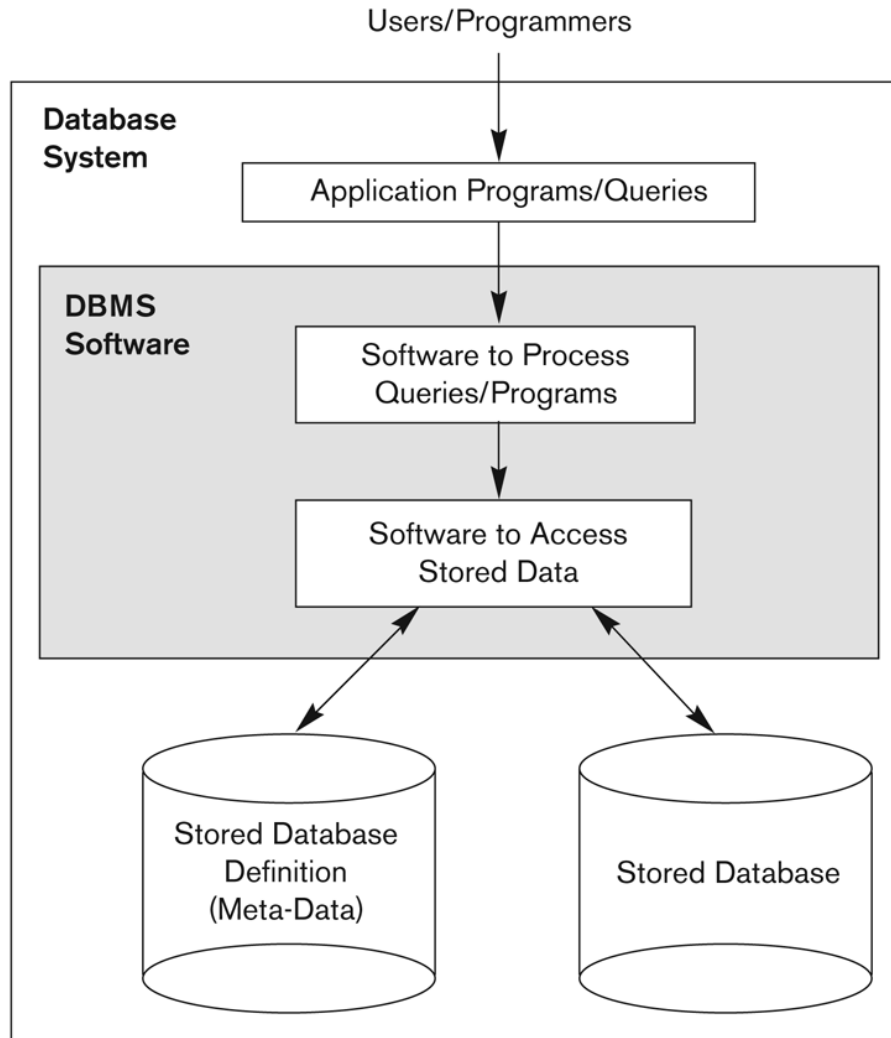 Users/Programmers
Database
System
Application Programs/Queries
DBMS
Software
Software to Process
Queries/Programs
Software to Access
Stored Data
Stored Database
Definition
(Meta-Data)
Stored Database